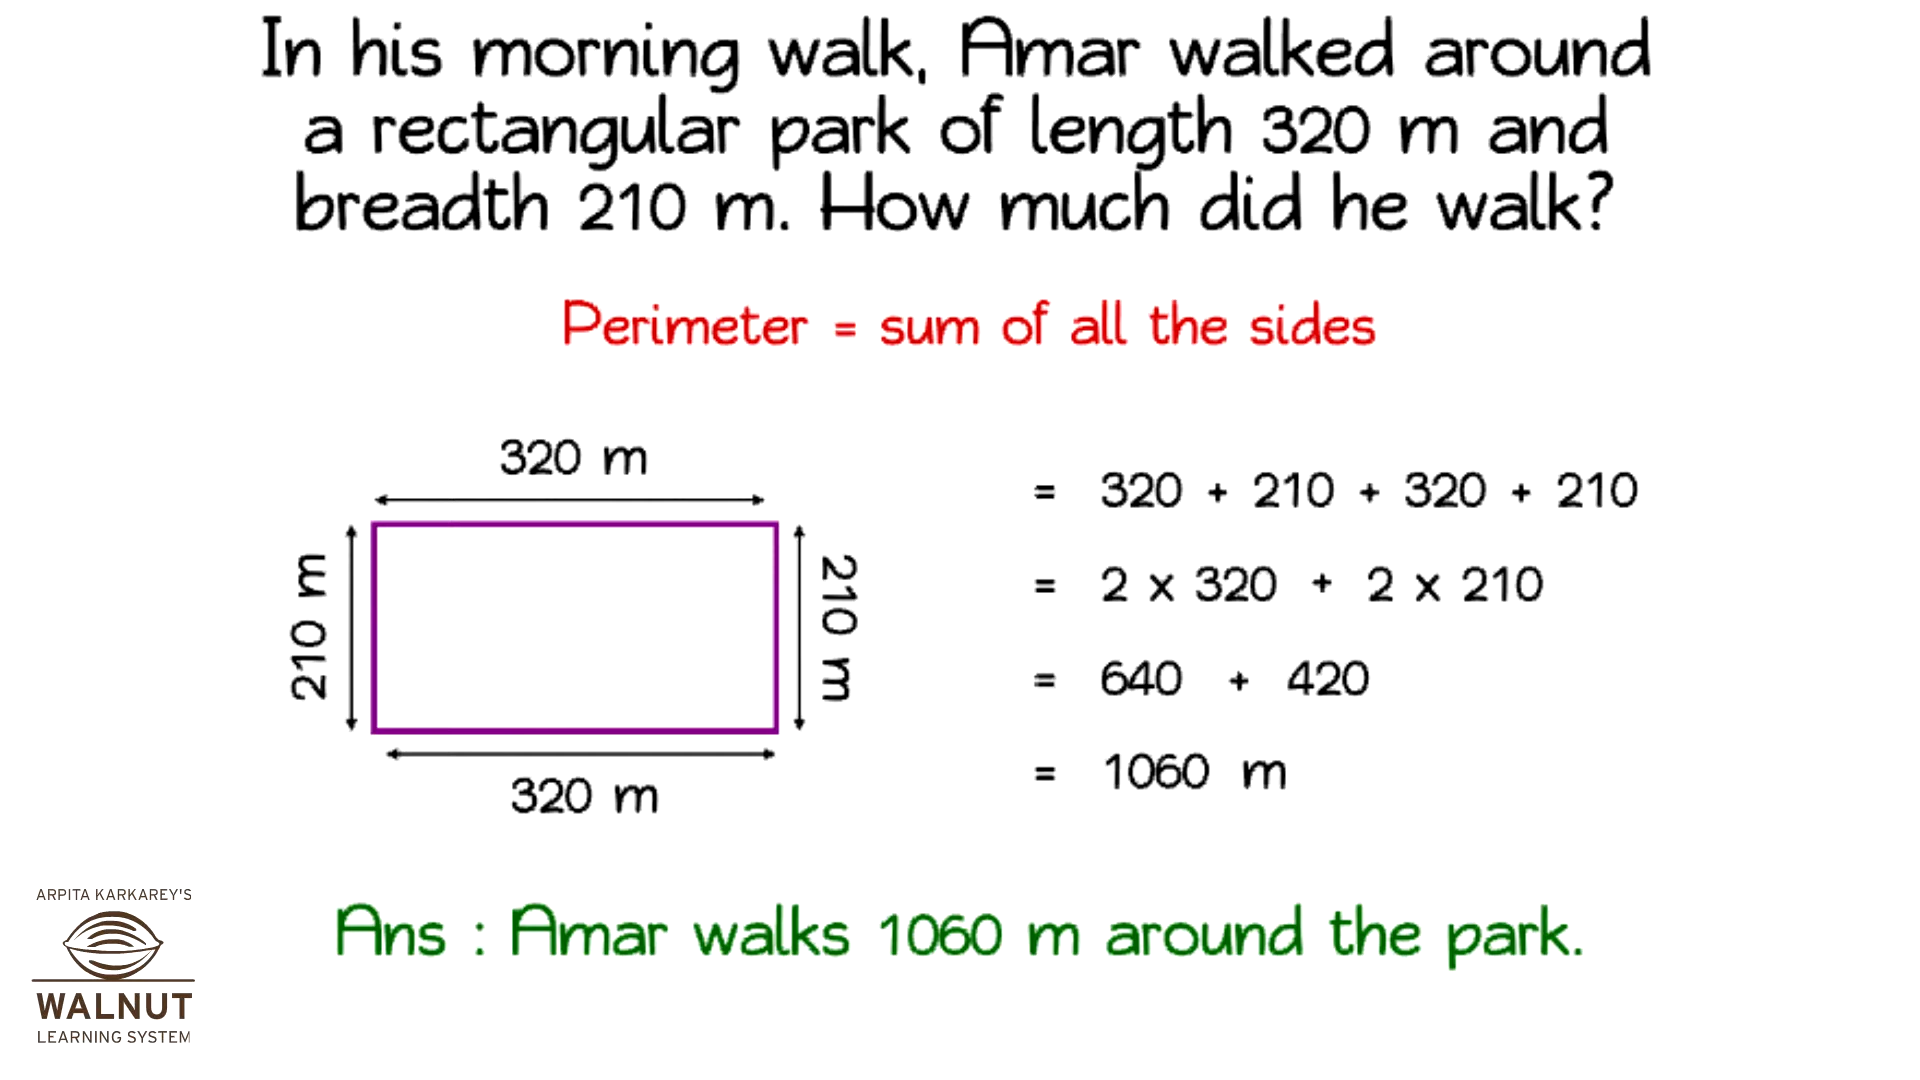 In his morning walk, Amar walked around
a rectangular park of length 320 m and
breadth 210 m. How much did he walk?
Perimeter = sum of all the sides
320 m
210 m
210 m
320 m
= 320 + 210 + 320 + 210
= 2 x 320 + 2 x 210
= 640 + 420
= 1060 m
Ans : Amar walks 1060 m around the park.
ARPITA KARKAREY'S
WALNUT
LEARNING SYSTEM